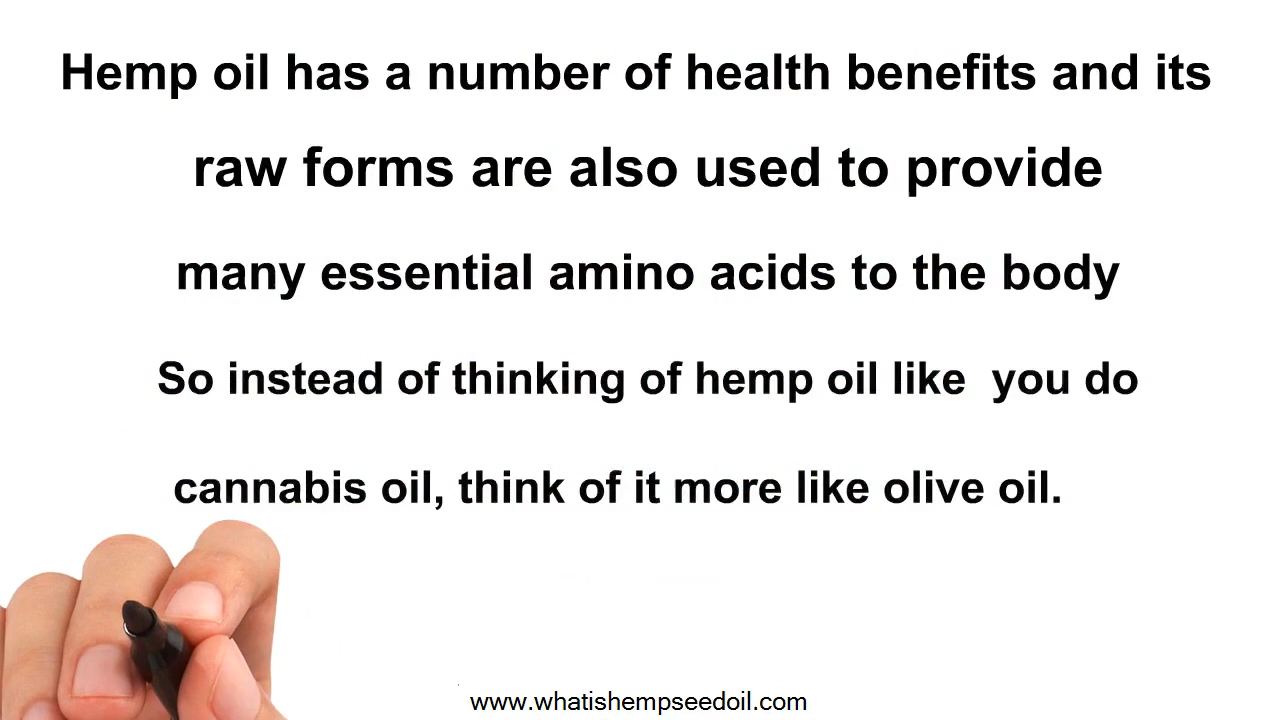 Hemp oil has a number of health benefits and its
raw forms are also used to provide
many essential amino acids to the body
So instead of thinking of hemp oil like  you do
cannabis oil, think of it more like olive oil.
www.whatishempseedoil.com